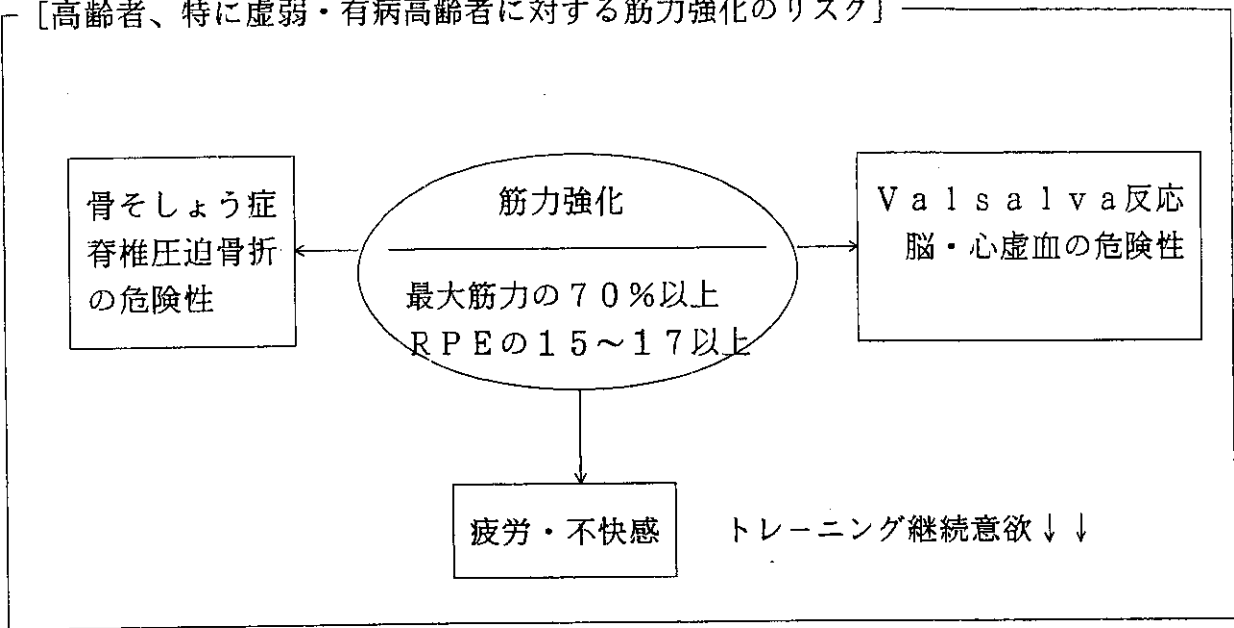 [高齢者、特に虚弱・有病高齢者に対する筋力強化のリスク]
骨そしょう症
脊椎圧迫骨折
の危険性
筋力強化
最大筋力の70%以上
RPEの15~17以上
Valsalva反応
脳・心虚血の危険性
疲労・不快感
トレーニング継続意欲↓↓